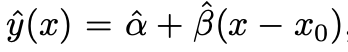 ŷ(x) = α̂ + β̂(x − x₀),